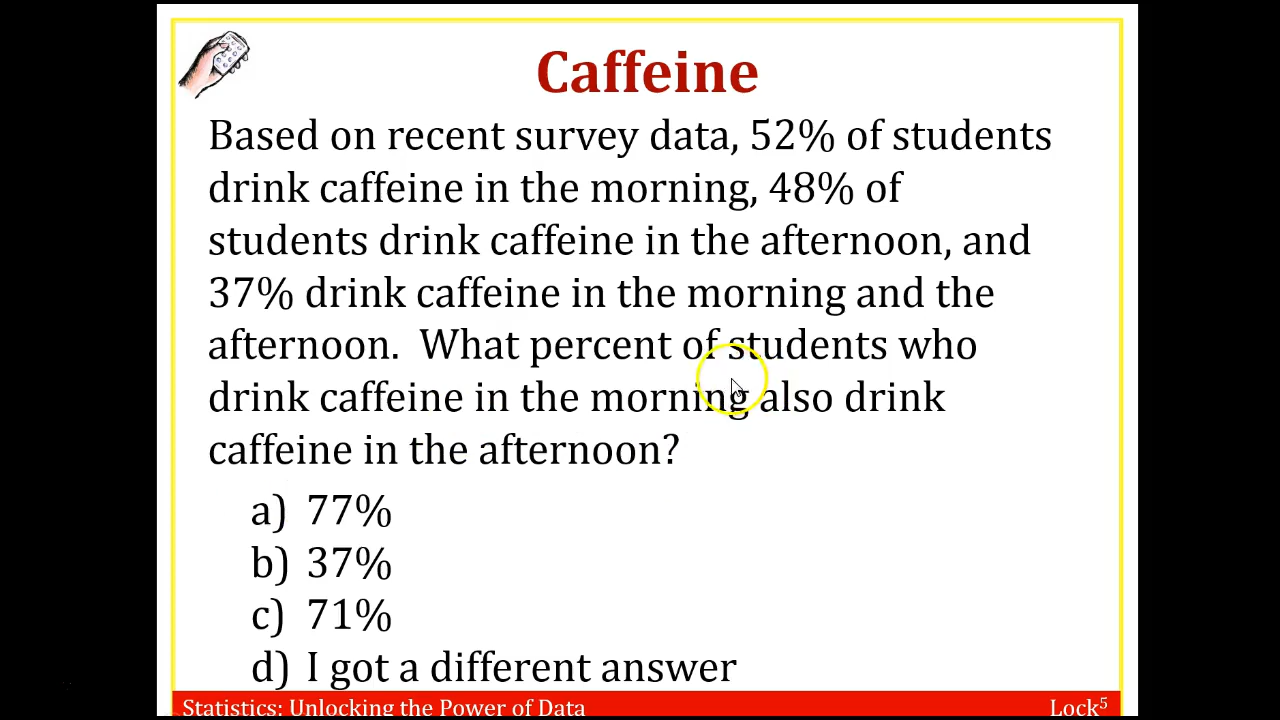 Caffeine
Based on recent survey data, 52% of students
drink caffeine in the morning, 48% of
students drink caffeine in the afternoon, and
37% drink caffeine in the morning and the
afternoon.  What percent of students who
drink caffeine in the morning also drink
caffeine in the afternoon?
a) 77%
b) 37%
c) 71%
d) I got a different answer
Statistics: Unlocking the Power of Data Lock⁵